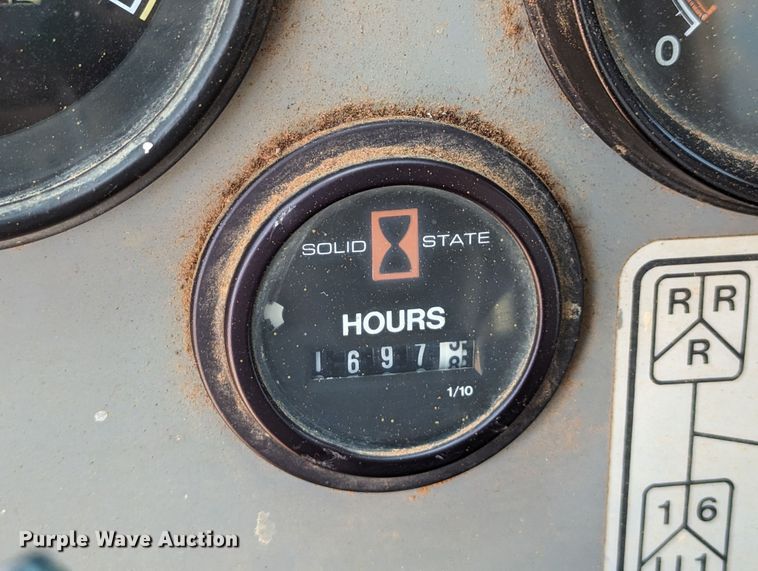 0
SOLID STATE
HOURS
1697
1/10
R R
R
1 6
Purple Wave Auction